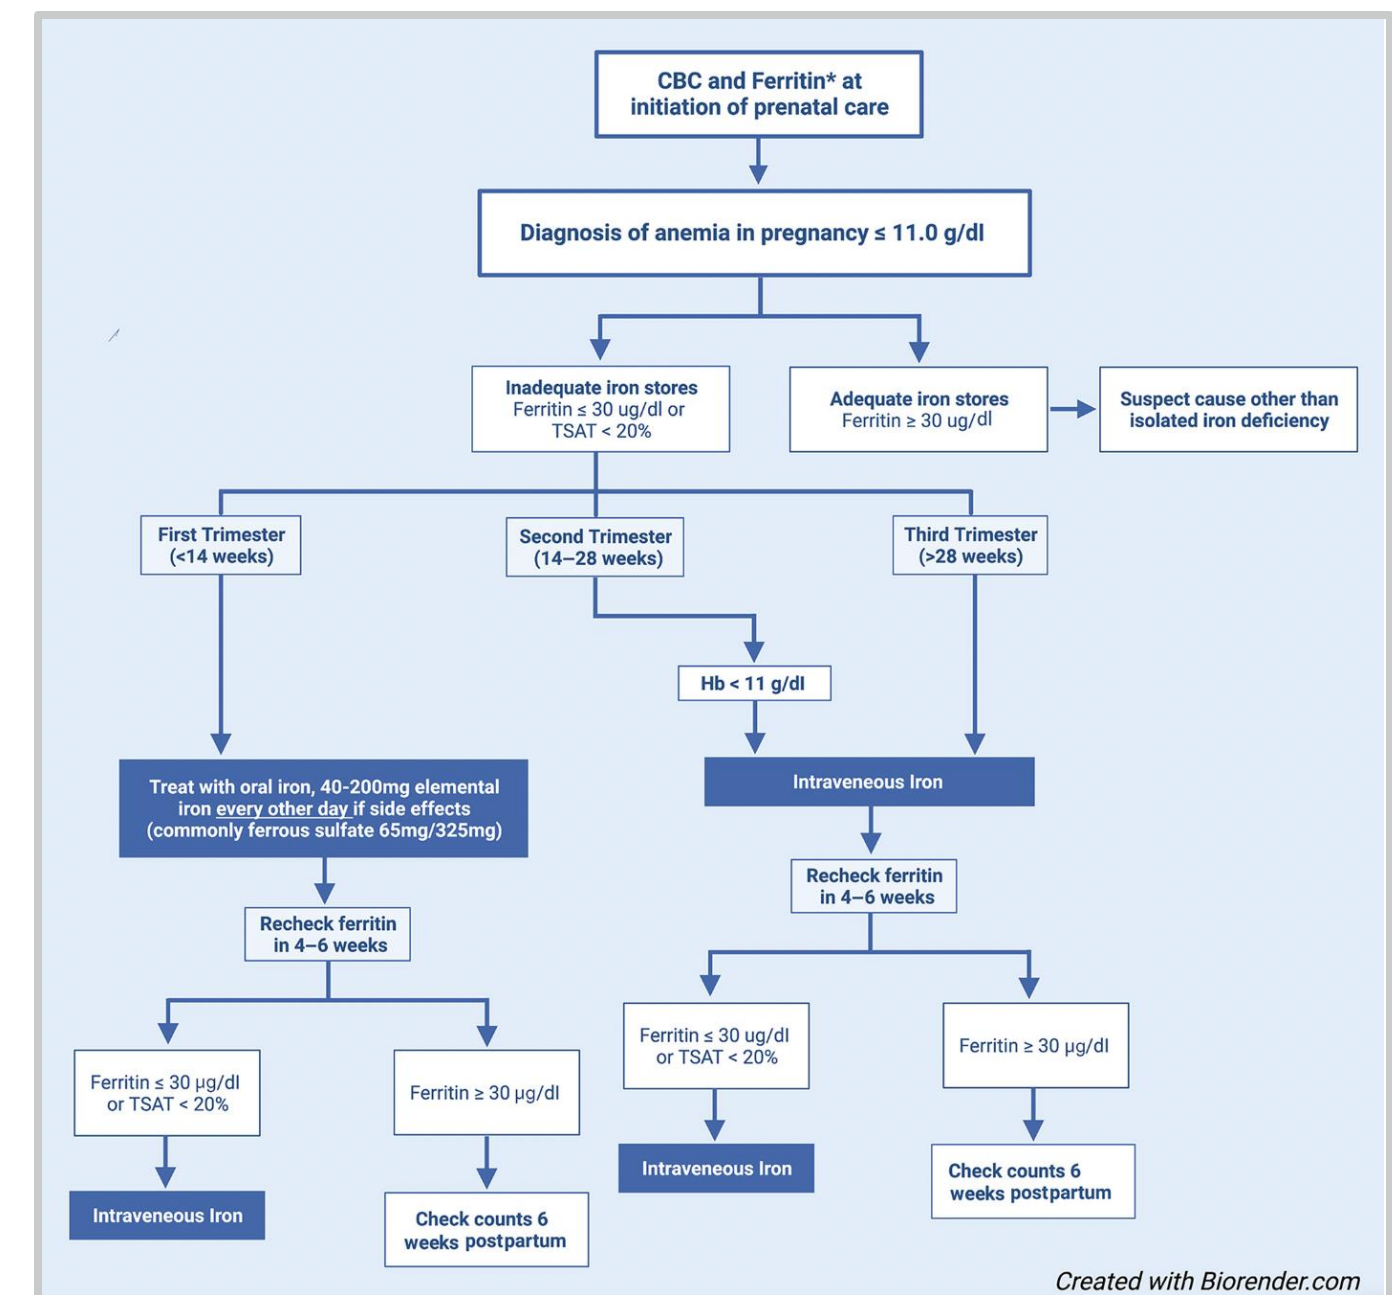 CBC and Ferritin* at
initiation of prenatal care
Diagnosis of anemia in pregnancy ≤ 11.0 g/dl
Inadequate iron stores
Ferritin ≤ 30 ug/dl or
TSAT < 20%
Adequate iron stores
Ferritin ≥ 30 ug/dl
Suspect cause other than
isolated iron deficiency
First Trimester
(<14 weeks)
Second Trimester
(14–28 weeks)
Third Trimester
(>28 weeks)
Hb < 11 g/dl
Treat with oral iron, 40-200mg elemental
iron every other day if side effects
(commonly ferrous sulfate 65mg/325mg)
Intraveneous Iron
Recheck ferritin
in 4–6 weeks
Recheck ferritin
in 4–6 weeks
Ferritin ≤ 30 µg/dl
or TSAT < 20%
Ferritin ≥ 30 µg/dl
Ferritin ≤ 30 ug/dl
or TSAT < 20%
Ferritin ≥ 30 µg/dl
Intraveneous Iron
Check counts 6
weeks postpartum
Intraveneous Iron
Check counts 6
weeks postpartum
Created with Biorender.com